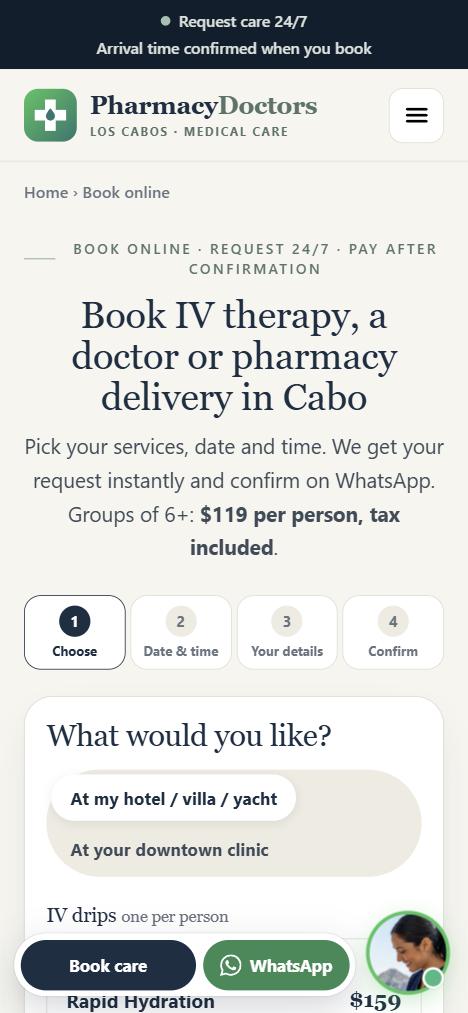 Request care 24/7
Arrival time confirmed when you book
PharmacyDoctors
LOS CABOS · MEDICAL CARE
Home › Book online
BOOK ONLINE · REQUEST 24/7 · PAY AFTER
CONFIRMATION
Book IV therapy, a
doctor or pharmacy
delivery in Cabo
Pick your services, date and time. We get your
request instantly and confirm on WhatsApp.
Groups of 6+: $119 per person, tax
included.
1
Choose
2
Date & time
3
Your details
4
Confirm
What would you like?
At my hotel / villa / yacht
At your downtown clinic
IV drips one per person
Book care
WhatsApp
Rapid Hydration $159